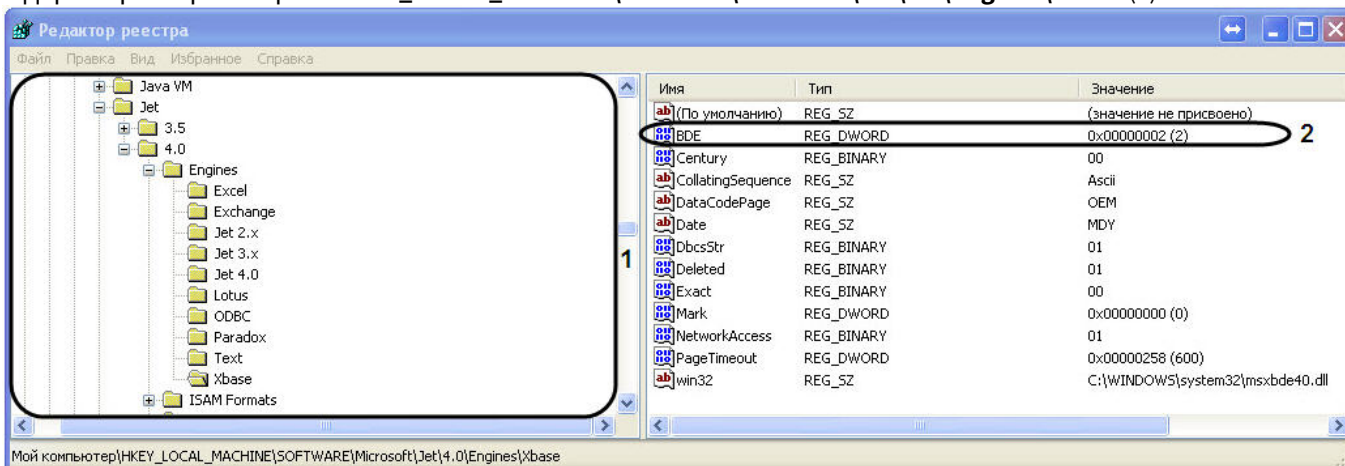 Редактор реестра
Файл Правка Вид Избранное Справка
Java VM
Jet
3.5
4.0
Engines
Excel
Exchange
Jet 2.x
Jet 3.x
Jet 4.0
Lotus
ODBC
Paradox
Text
Xbase
ISAM Formats
1
Имя Тип Значение
(По умолчанию) REG_SZ (значение не присвоено)
BDE REG_DWORD 0x00000002 (2)
2
Century REG_BINARY 00
CollatingSequence REG_SZ Ascii
DataCodePage REG_SZ OEM
Date REG_SZ MDY
DbcsStr REG_BINARY 01
Deleted REG_BINARY 01
Exact REG_BINARY 00
Mark REG_DWORD 0x00000000 (0)
NetworkAccess REG_BINARY 01
PageTimeout REG_DWORD 0x00000258 (600)
win32 REG_SZ C:\WINDOWS\system32\msxbde40.dll
Мой компьютер\HKEY_LOCAL_MACHINE\SOFTWARE\Microsoft\Jet\4.0\Engines\Xbase